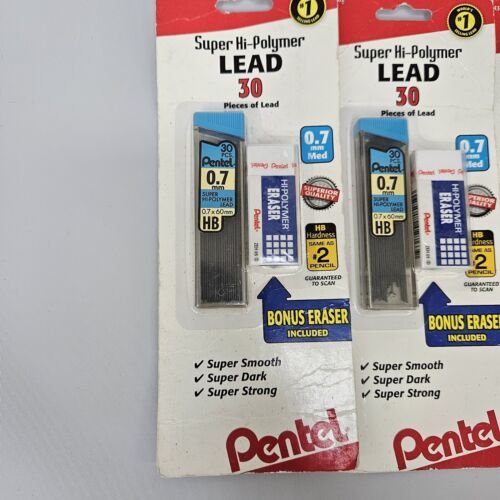 Super Hi-Polymer
LEAD
30
Pieces of Lead
0.7
mm
Med
30
PCS
Pentel
0.7
mm
SUPER
HI-POLYMER
LEAD
0.7 x 60mm
HB
Pentel
HI-POLYMER
ERASER
SUPERIOR
QUALITY
HB
Hardness
SAME AS
#2
PENCIL
GUARANTEED
TO SCAN
BONUS ERASER
INCLUDED
✓ Super Smooth
✓ Super Dark
✓ Super Strong
Pentel
WORLD'S
#1
SELLING LEAD
Super Hi-Polymer
LEAD
30
Pieces of Lead
0.7
mm
Med
30
PCS
Pentel
0.7
mm
SUPER
HI-POLYMER
LEAD
0.7 x 60mm
HB
Pentel
HI-POLYMER
ERASER
HB
Hardness
SAME AS
#2
PENCIL
GUARANTEED
TO SCAN
BONUS ERASER
INCLUDED
✓ Super Smooth
✓ Super Dark
✓ Super Strong
Pentel